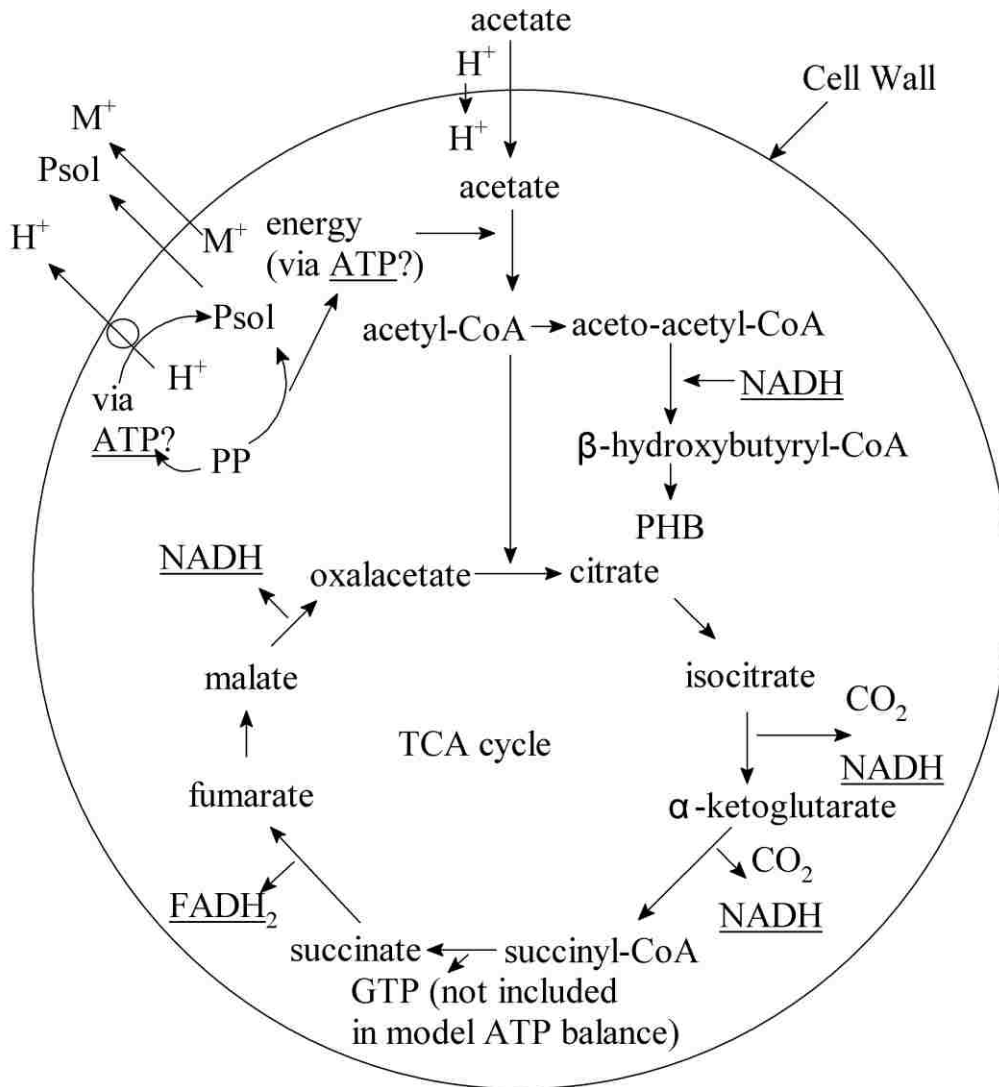 acetate
H⁺
Cell Wall
M⁺
H⁺
Psol
acetate
H⁺
M⁺
energy
(via ATP?)
Psol
acetyl-CoA
aceto-acetyl-CoA
H⁺
NADH
via
ATP?
PP
β-hydroxybutyryl-CoA
PHB
NADH
oxalacetate
citrate
malate
isocitrate
CO₂
TCA cycle
NADH
fumarate
α-ketoglutarate
CO₂
FADH₂
NADH
succinate
succinyl-CoA
GTP (not included
in model ATP balance)